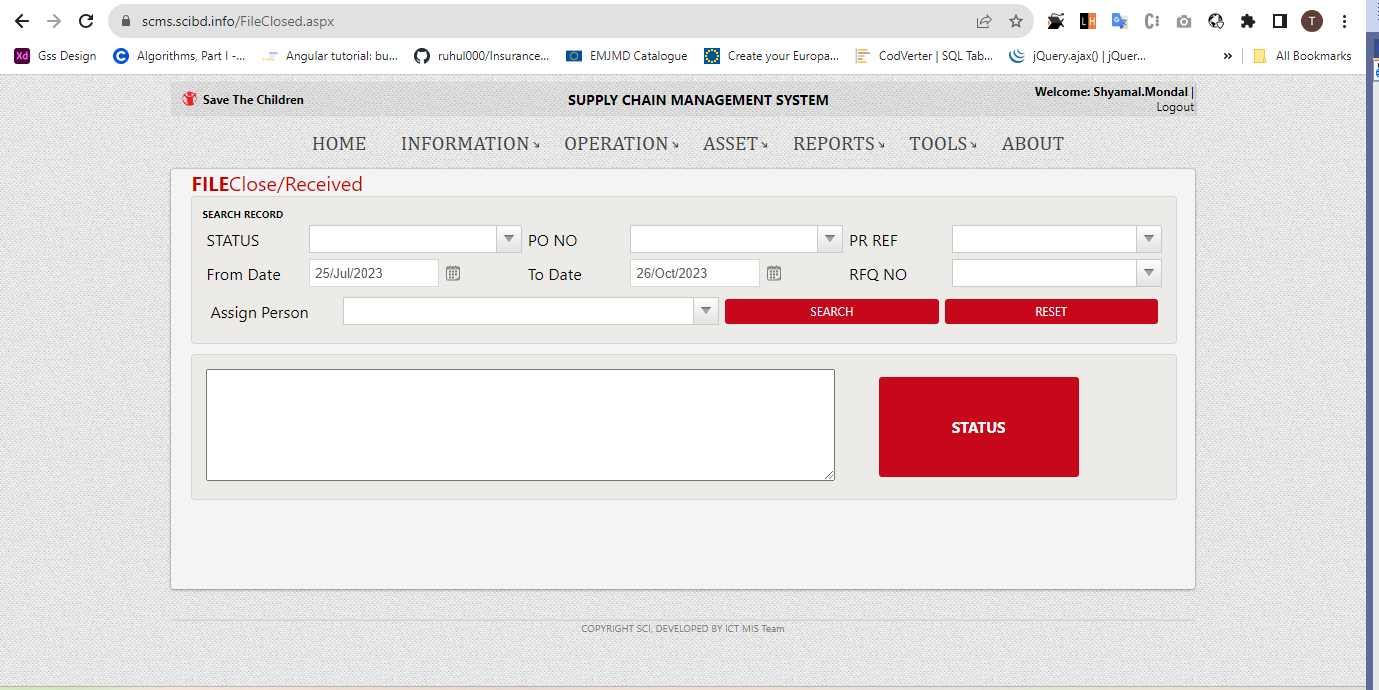 scms.scibd.info/FileClosed.aspx
LH
T
Xd Gss Design
C Algorithms, Part I -...
Angular tutorial: bu...
ruhul000/Insurance...
EMJMD Catalogue
Create your Europa...
CodVerter | SQL Tab...
jQuery.ajax() | jQuer...
»
All Bookmarks
Save The Children
SUPPLY CHAIN MANAGEMENT SYSTEM
Welcome: Shyamal.Mondal |
Logout
HOME INFORMATION OPERATION ASSET REPORTS TOOLS ABOUT
FILEClose/Received
SEARCH RECORD
STATUS PO NO PR REF
From Date 25/Jul/2023 To Date 26/Oct/2023 RFQ NO
Assign Person SEARCH RESET
STATUS
COPYRIGHT SCI, DEVELOPED BY ICT MIS Team